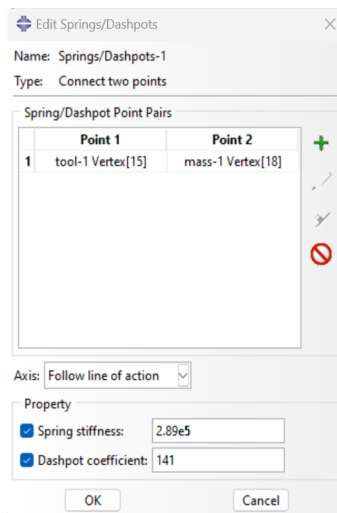 Edit Springs/Dashpots
Name: Springs/Dashpots-1
Type: Connect two points
Spring/Dashpot Point Pairs
Point 1 Point 2
1 tool-1 Vertex[15] mass-1 Vertex[18]
Axis: Follow line of action
Property
Spring stiffness: 2.89e5
Dashpot coefficient: 141
OK Cancel